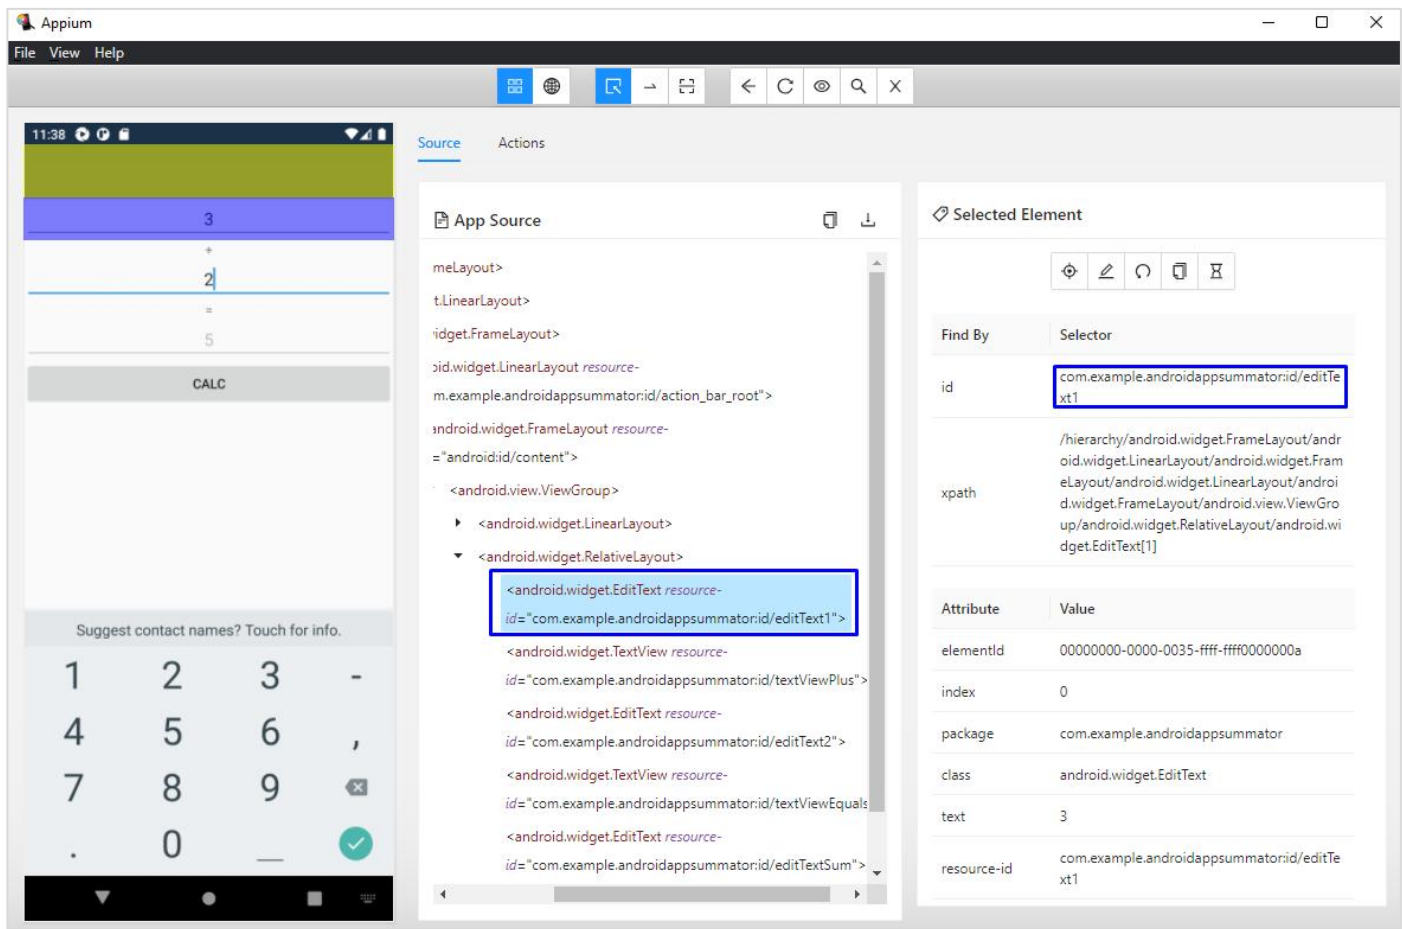 Appium
File View Help
11:38
3
+
2
=
5
CALC
Suggest contact names? Touch for info.
1 2 3 -
4 5 6 ,
7 8 9
. 0 _
Source Actions
App Source
meLayout>
t.LinearLayout>
vidget.FrameLayout>
oid.widget.LinearLayout resource-
m.example.androidappsummator:id/action_bar_root">
android.widget.FrameLayout resource-
="android:id/content">
<android.view.ViewGroup>
<android.widget.LinearLayout>
<android.widget.RelativeLayout>
<android.widget.EditText resource-
id="com.example.androidappsummator:id/editText1">
<android.widget.TextView resource-
id="com.example.androidappsummator:id/textViewPlus">
<android.widget.EditText resource-
id="com.example.androidappsummator:id/editText2">
<android.widget.TextView resource-
id="com.example.androidappsummator:id/textViewEquals
<android.widget.EditText resource-
id="com.example.androidappsummator:id/editTextSum">
Selected Element
Find By Selector
id com.example.androidappsummator:id/editTe
xt1
/hierarchy/android.widget.FrameLayout/andr
oid.widget.LinearLayout/android.widget.Fram
eLayout/android.widget.LinearLayout/androi
xpath d.widget.FrameLayout/android.view.ViewGro
up/android.widget.RelativeLayout/android.wi
dget.EditText[1]
Attribute Value
elementId 00000000-0000-0035-ffff-ffff0000000a
index 0
package com.example.androidappsummator
class android.widget.EditText
text 3
resource-id com.example.androidappsummator:id/editTe
xt1